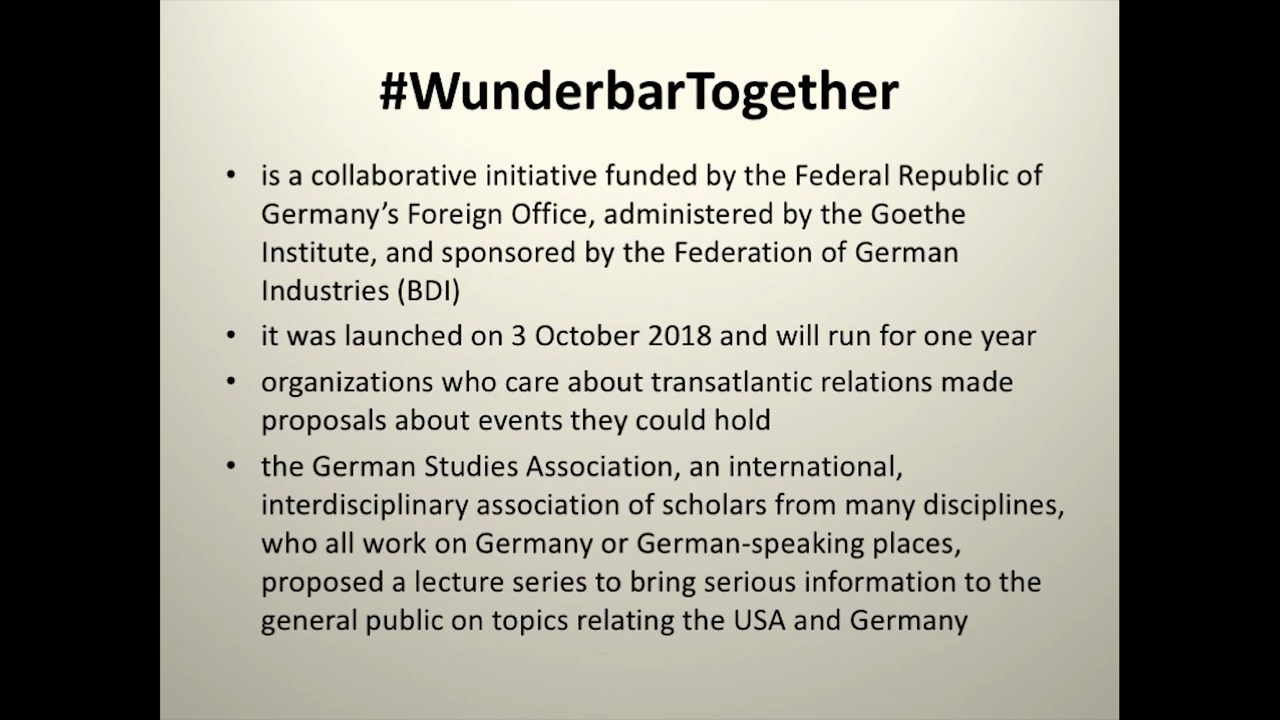 #WunderbarTogether
• is a collaborative initiative funded by the Federal Republic of
Germany’s Foreign Office, administered by the Goethe
Institute, and sponsored by the Federation of German
Industries (BDI)
• it was launched on 3 October 2018 and will run for one year
• organizations who care about transatlantic relations made
proposals about events they could hold
• the German Studies Association, an international,
interdisciplinary association of scholars from many disciplines,
who all work on Germany or German-speaking places,
proposed a lecture series to bring serious information to the
general public on topics relating the USA and Germany